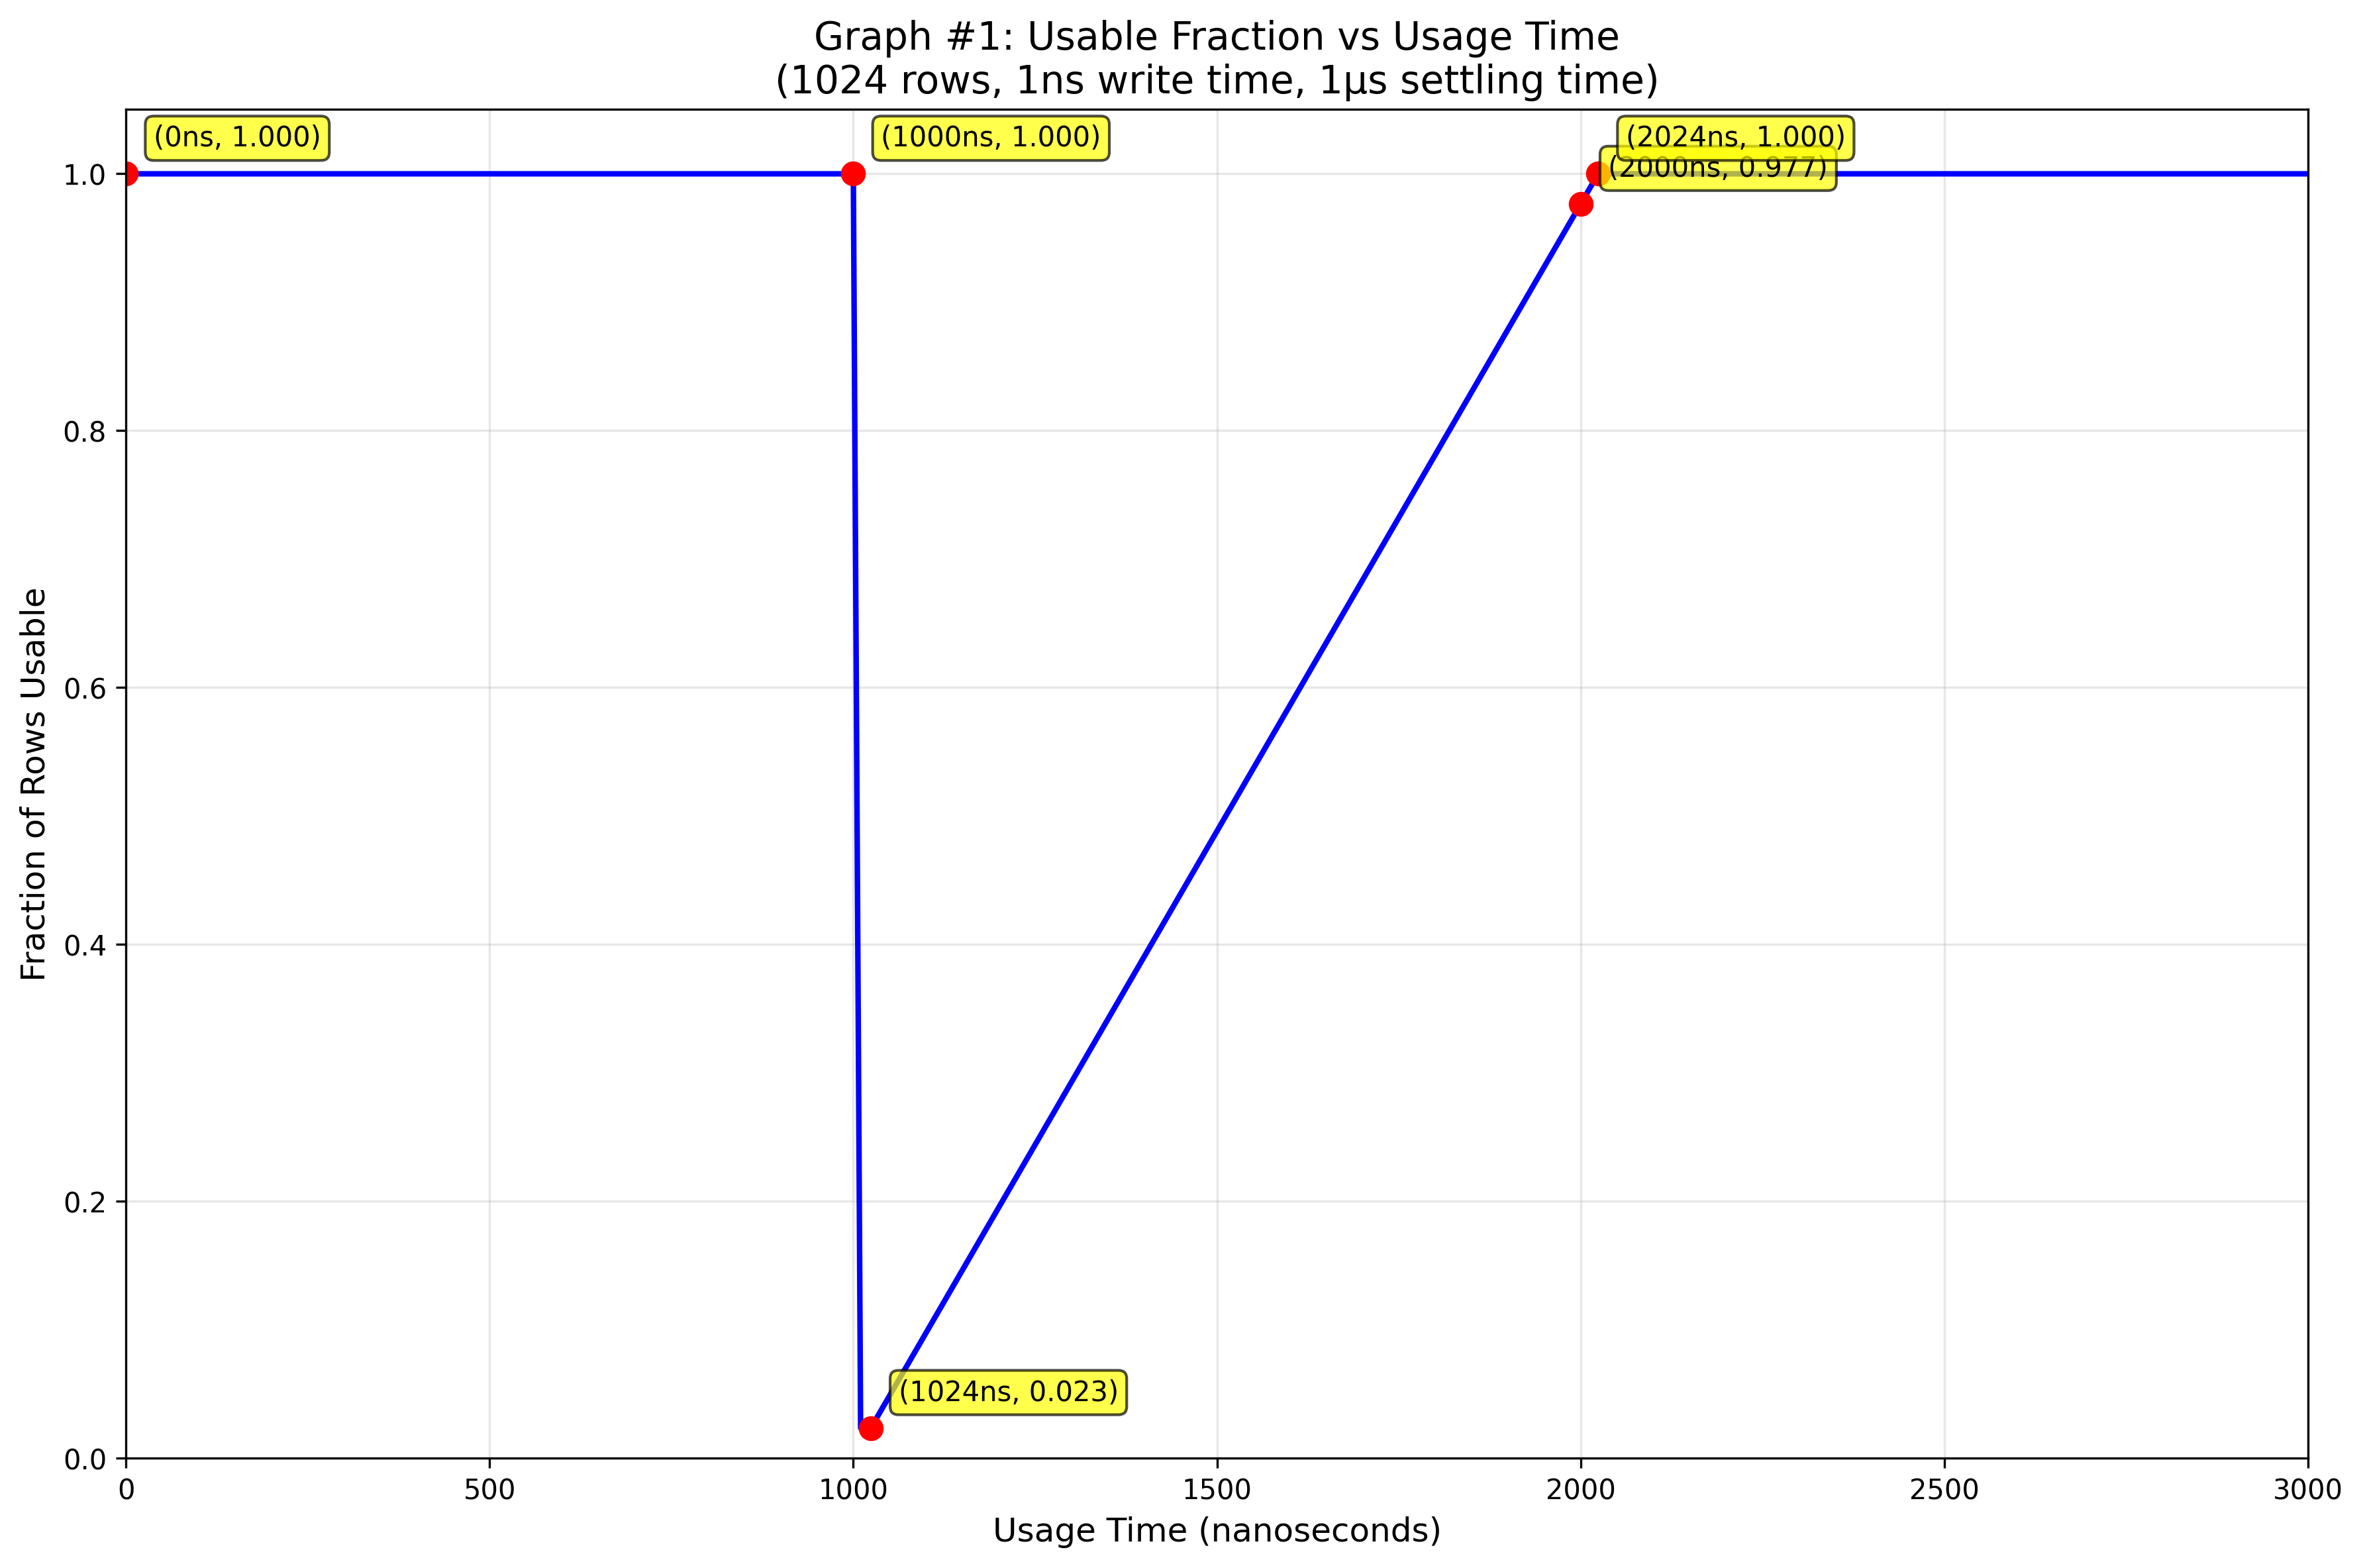 Graph #1: Usable Fraction vs Usage Time
(1024 rows, 1ns write time, 1µs settling time)
(0ns, 1.000)
(1000ns, 1.000)
(2024ns, 1.000)
(2000ns, 0.977)
(1024ns, 0.023)
Fraction of Rows Usable
1.0
0.8
0.6
0.4
0.2
0.0
0
500
1000
1500
2000
2500
3000
Usage Time (nanoseconds)